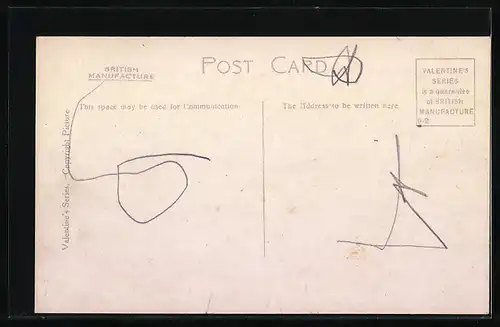 BRITISH
MANUFACTURE
POST CARD
VALENTINE'S
SERIES
is a guarantee
of BRITISH
MANUFACTURE
This space may be used for Communication.
The Address to be written here.
Valentine's Series, Copyright Picture